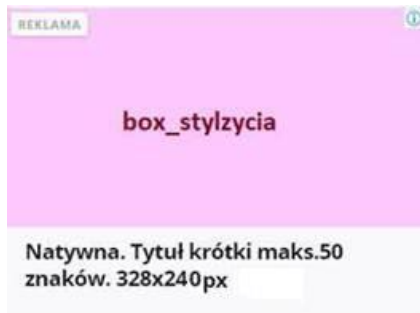 REKLAMA
box_stylzycia
Natywna. Tytuł krótki maks.50
znaków. 328x240px